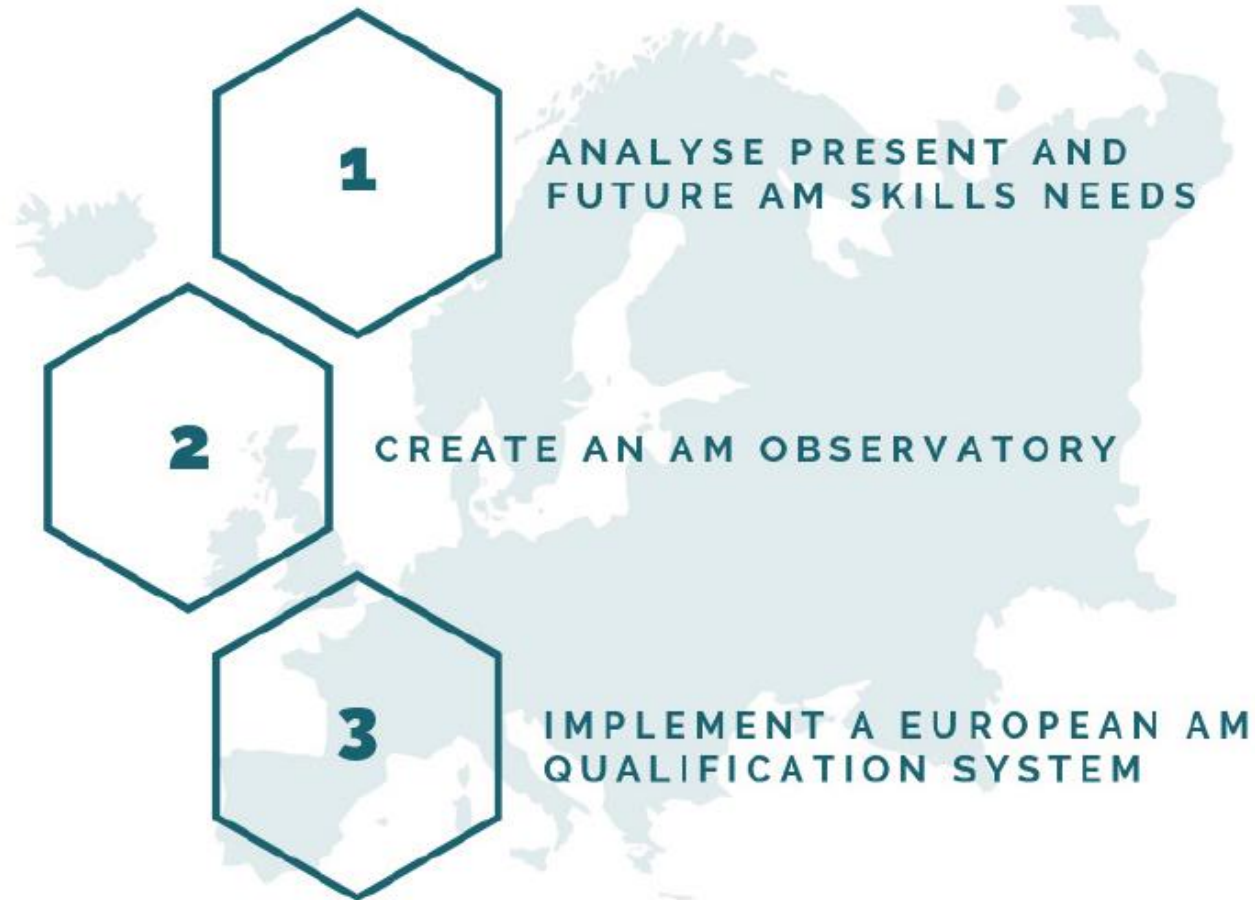 1
ANALYSE PRESENT AND
FUTURE AM SKILLS NEEDS
2
CREATE AN AM OBSERVATORY
3
IMPLEMENT A EUROPEAN AM
QUALIFICATION SYSTEM